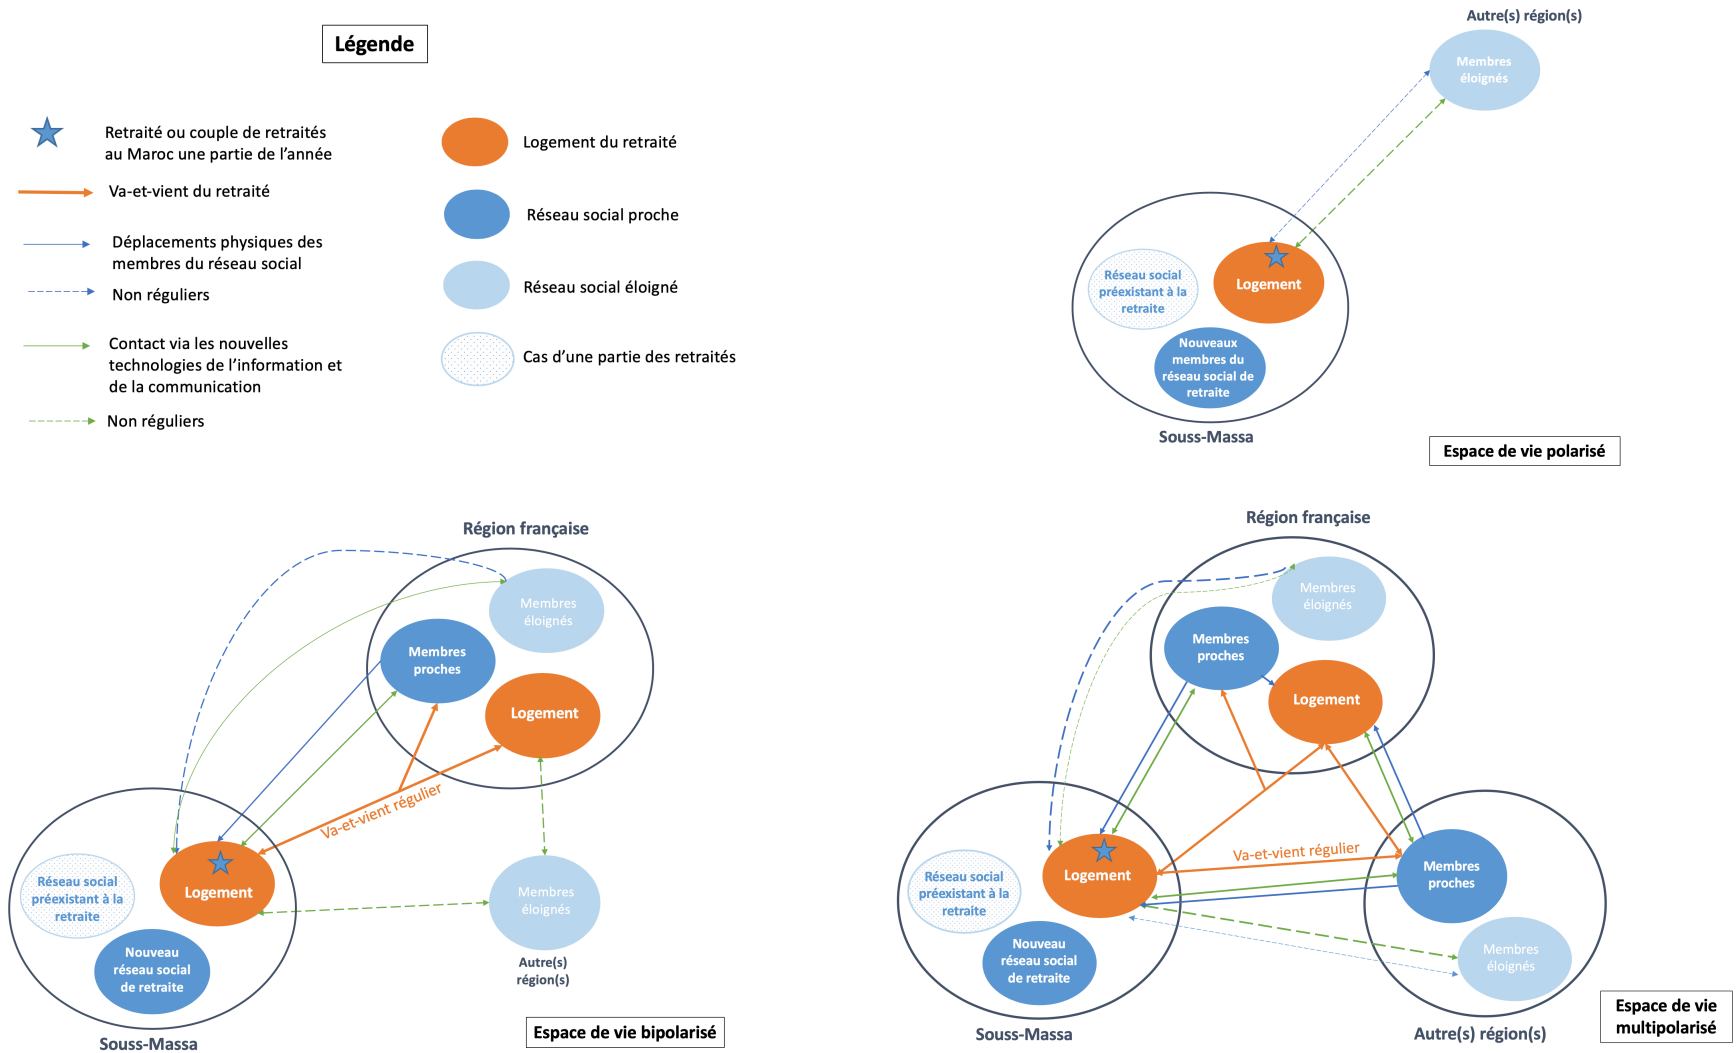 Légende
Retraité ou couple de retraités
au Maroc une partie de l'année
Va-et-vient du retraité
Déplacements physiques des
membres du réseau social
Non réguliers
Contact via les nouvelles
technologies de l'information et
de la communication
Non réguliers
Logement du retraité
Réseau social proche
Réseau social éloigné
Cas d'une partie des retraités
Autre(s) région(s)
Membres
éloignés
Réseau social
préexistant à la
retraite
Logement
Nouveaux
membres du
réseau social de
retraite
Souss-Massa
Espace de vie polarisé
Région française
Membres
éloignés
Membres
proches
Logement
Va-et-vient régulier
Réseau social
préexistant à la
retraite
Logement
Nouveau
réseau social
de retraite
Souss-Massa
Membres
éloignés
Autre(s)
région(s)
Espace de vie bipolarisé
Région française
Membres
éloignés
Membres
proches
Logement
Va-et-vient régulier
Réseau social
préexistant à la
retraite
Logement
Nouveau
réseau social
de retraite
Souss-Massa
Membres
proches
Membres
éloignés
Autre(s) région(s)
Espace de vie
multipolarisé